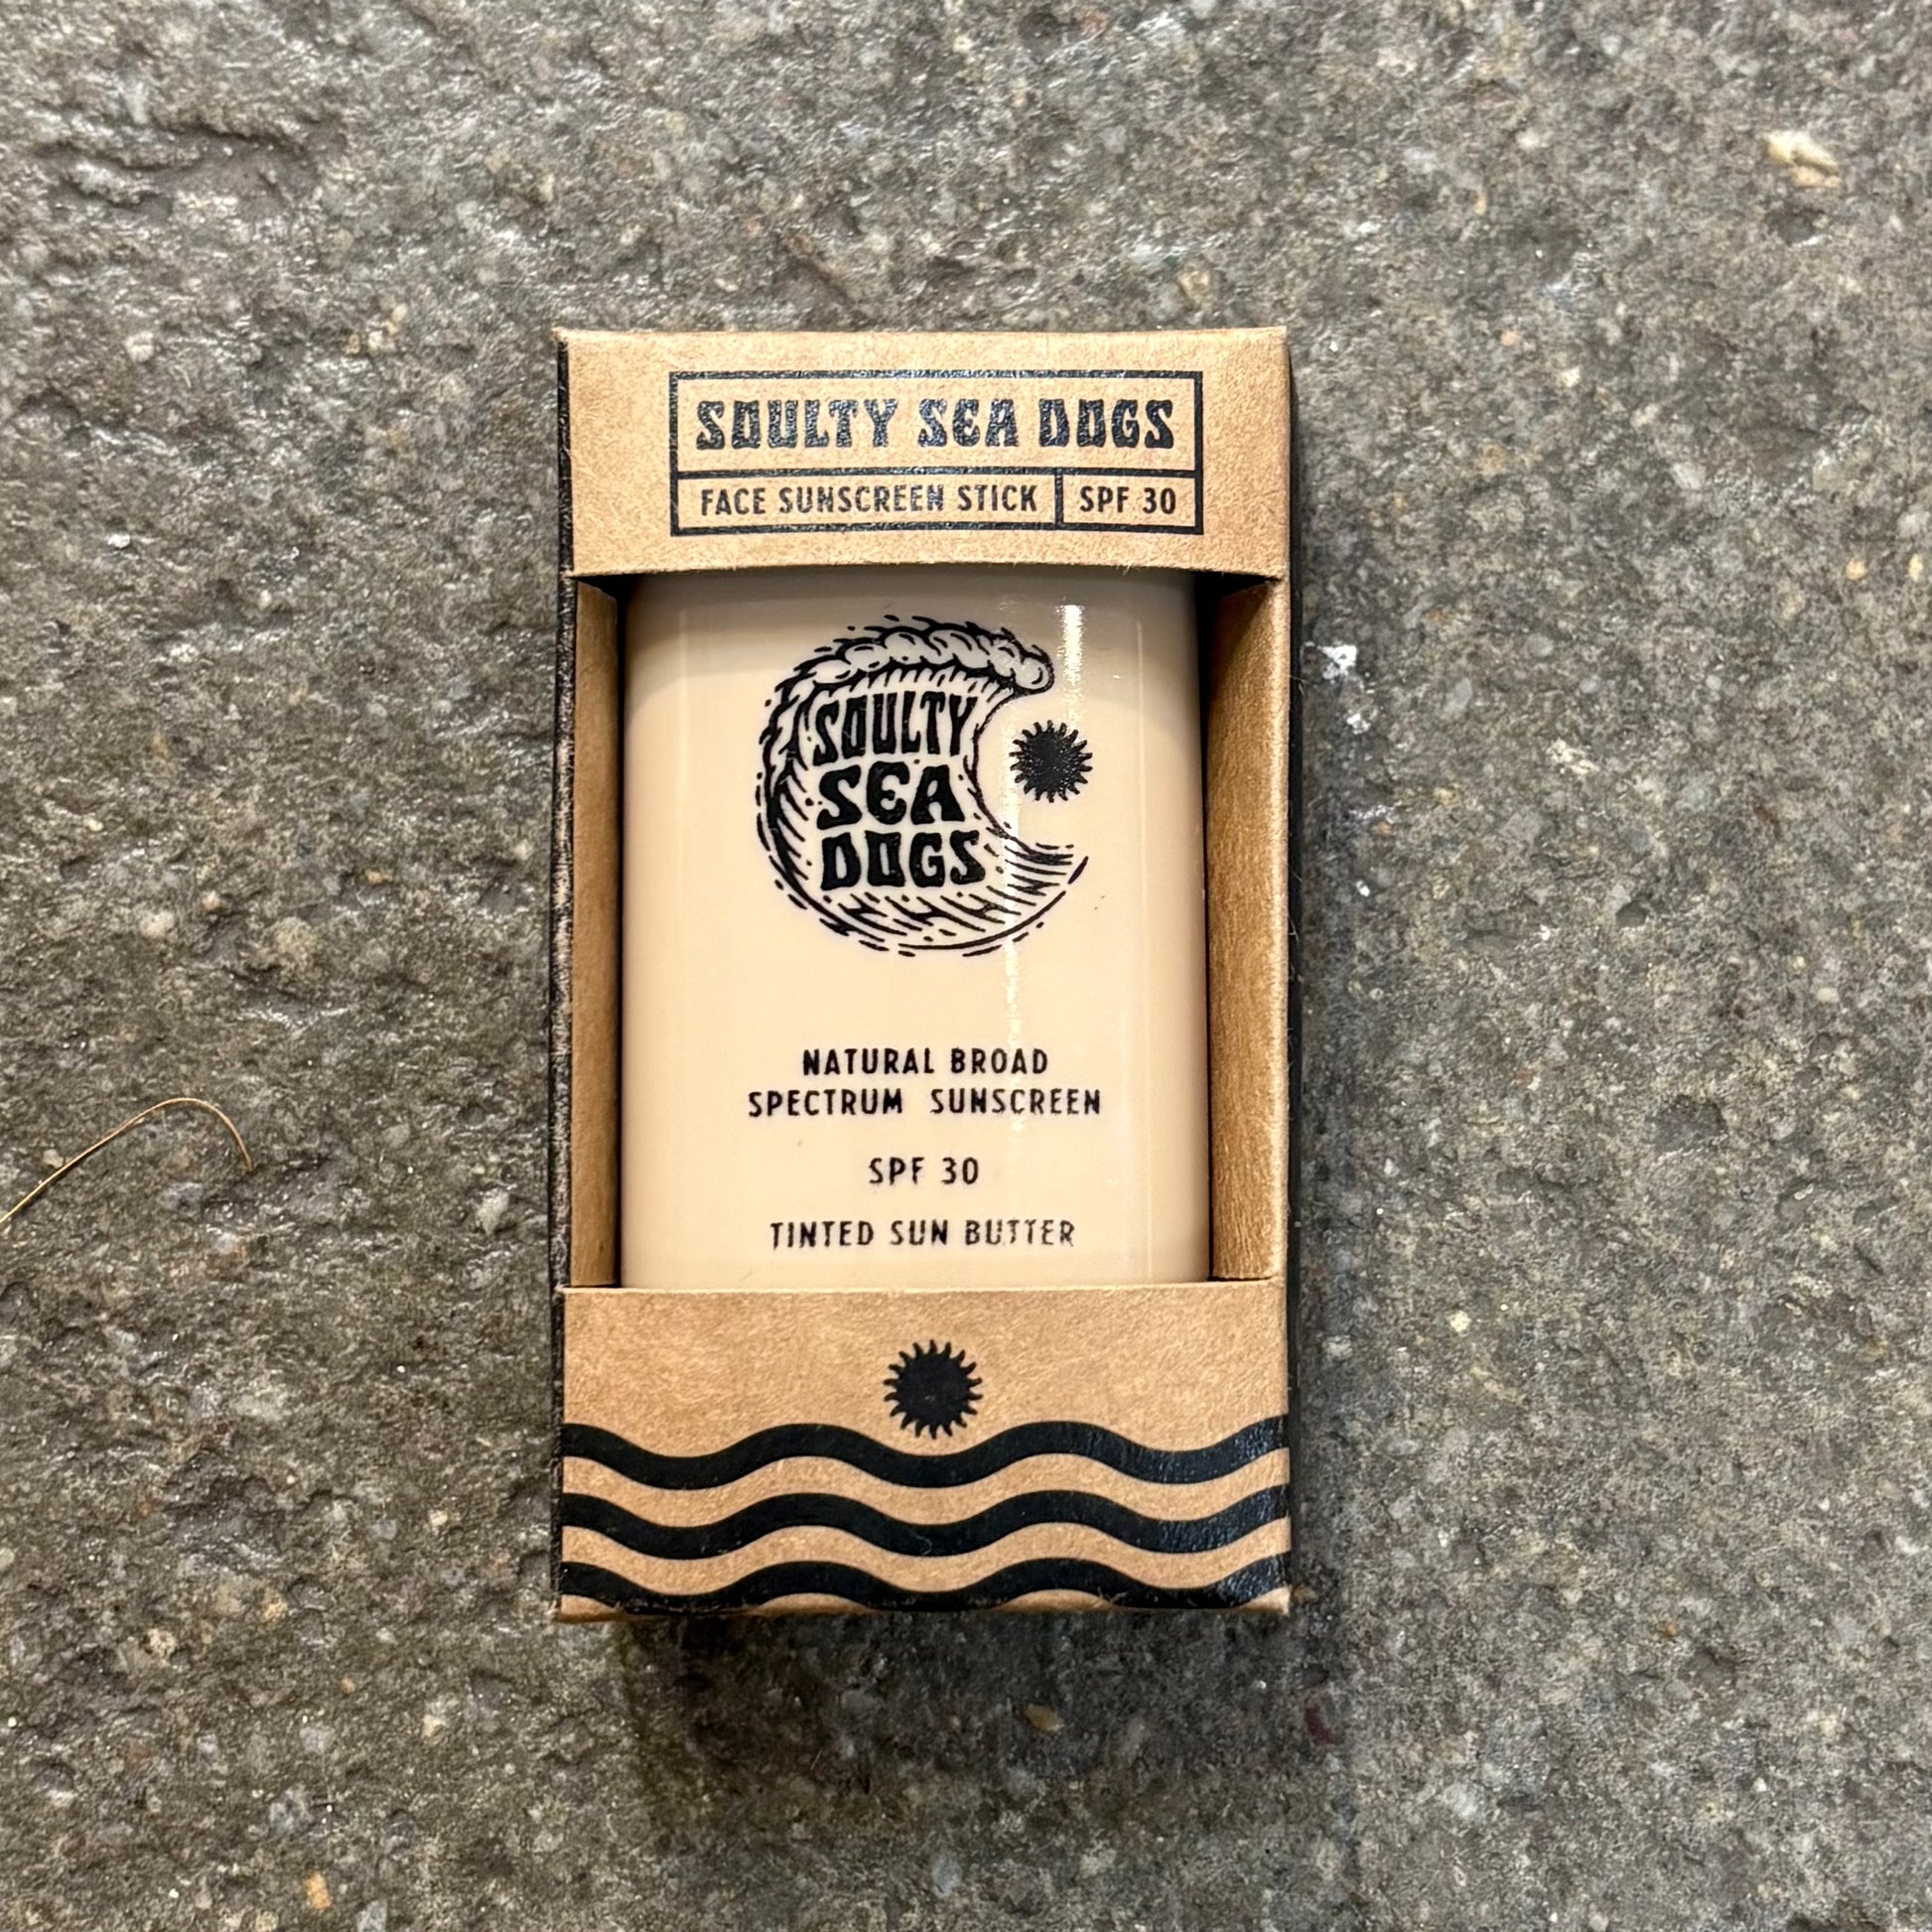 SOULTY SEA DOGS
FACE SUNSCREEN STICK SPF 30
SOULTY
SEA
DOGS
NATURAL BROAD
SPECTRUM SUNSCREEN
SPF 30
TINTED SUN BUTTER